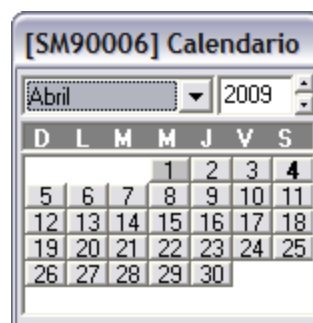 [SM90006] Calendario
Abril 2009
D L M M J V S
1 2 3 4
5 6 7 8 9 10 11
12 13 14 15 16 17 18
19 20 21 22 23 24 25
26 27 28 29 30